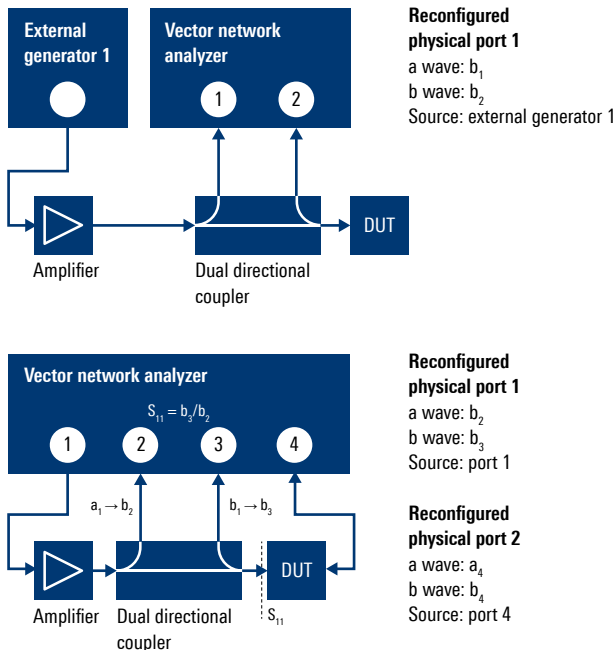 External
generator 1
Vector network
analyzer
1
2
Amplifier
Dual directional
coupler
DUT
Reconfigured
physical port 1
a wave: b₁
b wave: b₂
Source: external generator 1
Vector network analyzer
S₁₁ = b₃/b₂
1
2
3
4
a₁ → b₂
b₁ → b₃
Amplifier
Dual directional
coupler
S₁₁
DUT
Reconfigured
physical port 1
a wave: b₂
b wave: b₃
Source: port 1
Reconfigured
physical port 2
a wave: a₄
b wave: b₄
Source: port 4